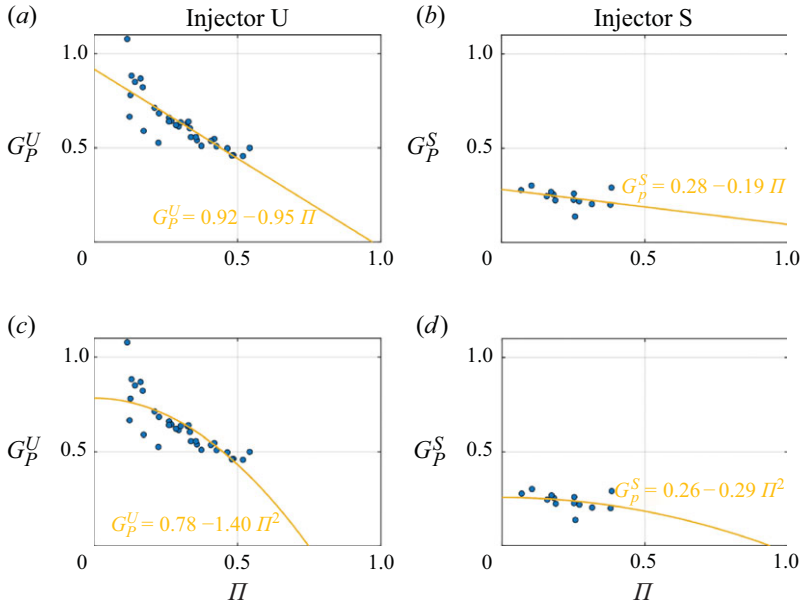 (a) Injector U
(b) Injector S
1.0
G_P^U
0.5
G_P^U = 0.92 − 0.95 Π
0
0.5
1.0
1.0
G_P^S
0.5
G_p^S = 0.28 − 0.19 Π
0
0.5
1.0
(c)
1.0
G_P^U
0.5
G_P^U = 0.78 − 1.40 Π²
0
0.5
1.0
Π
(d)
1.0
G_P^S
0.5
G_p^S = 0.26 − 0.29 Π²
0
0.5
1.0
Π